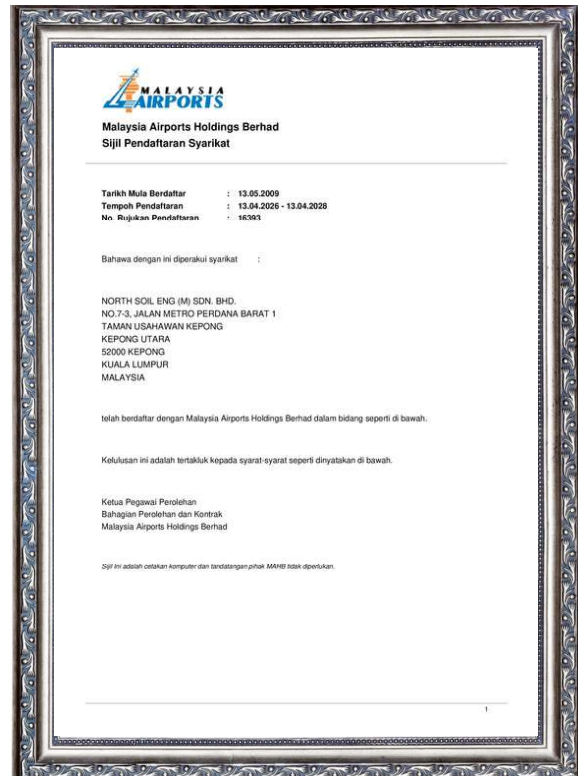 MALAYSIA
AIRPORTS
Malaysia Airports Holdings Berhad
Sijil Pendaftaran Syarikat
Tarikh Mula Berdaftar : 13.05.2009
Tempoh Pendaftaran : 13.04.2026 - 13.04.2028
No. Rujukan Pendaftaran : 16393
Bahawa dengan ini diperakui syarikat :
NORTH SOIL ENG (M) SDN. BHD.
NO.7-3, JALAN METRO PERDANA BARAT 1
TAMAN USAHAWAN KEPONG
KEPONG UTARA
52000 KEPONG
KUALA LUMPUR
MALAYSIA
telah berdaftar dengan Malaysia Airports Holdings Berhad dalam bidang seperti di bawah.
Kelulusan ini adalah tertakluk kepada syarat-syarat seperti dinyatakan di bawah.
Ketua Pegawai Perolehan
Bahagian Perolehan dan Kontrak
Malaysia Airports Holdings Berhad
Sijil Ini adalah cetakan komputer dan tandatangan pihak MAHB tidak diperlukan.
1